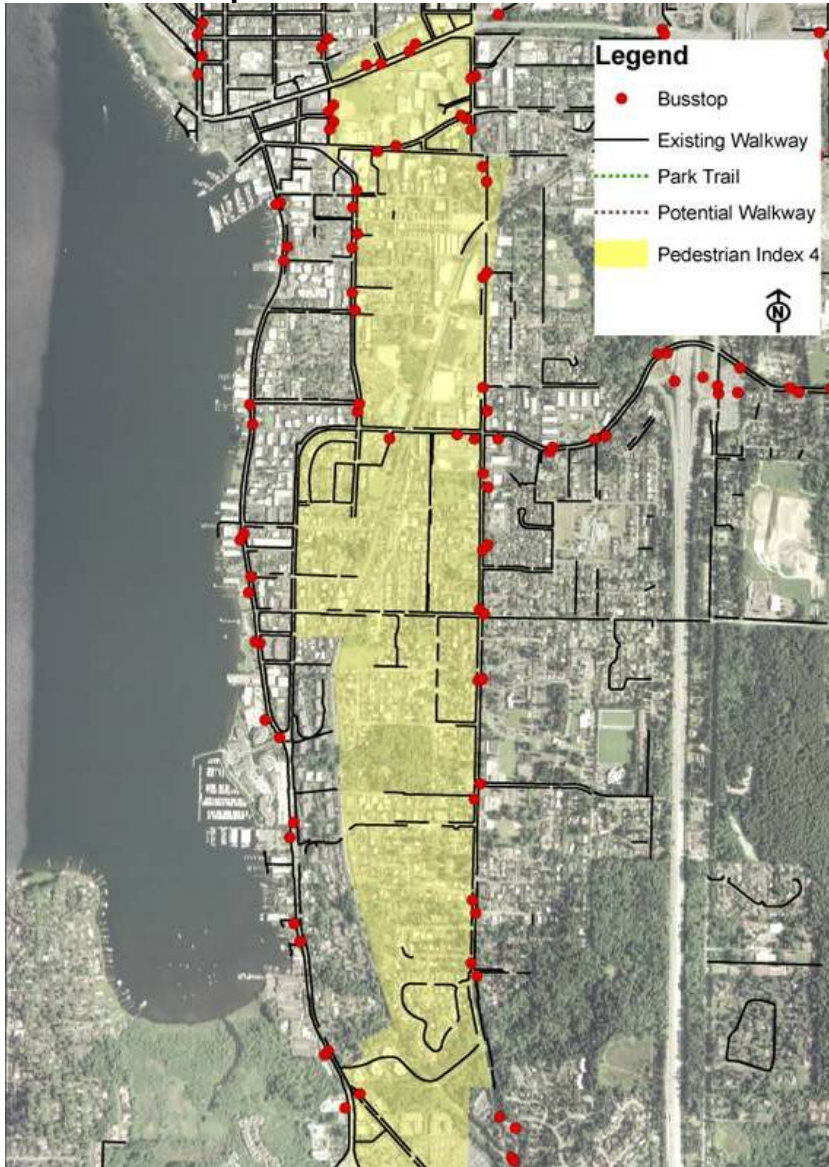 Legend
Busstop
Existing Walkway
Park Trail
Potential Walkway
Pedestrian Index 4
N